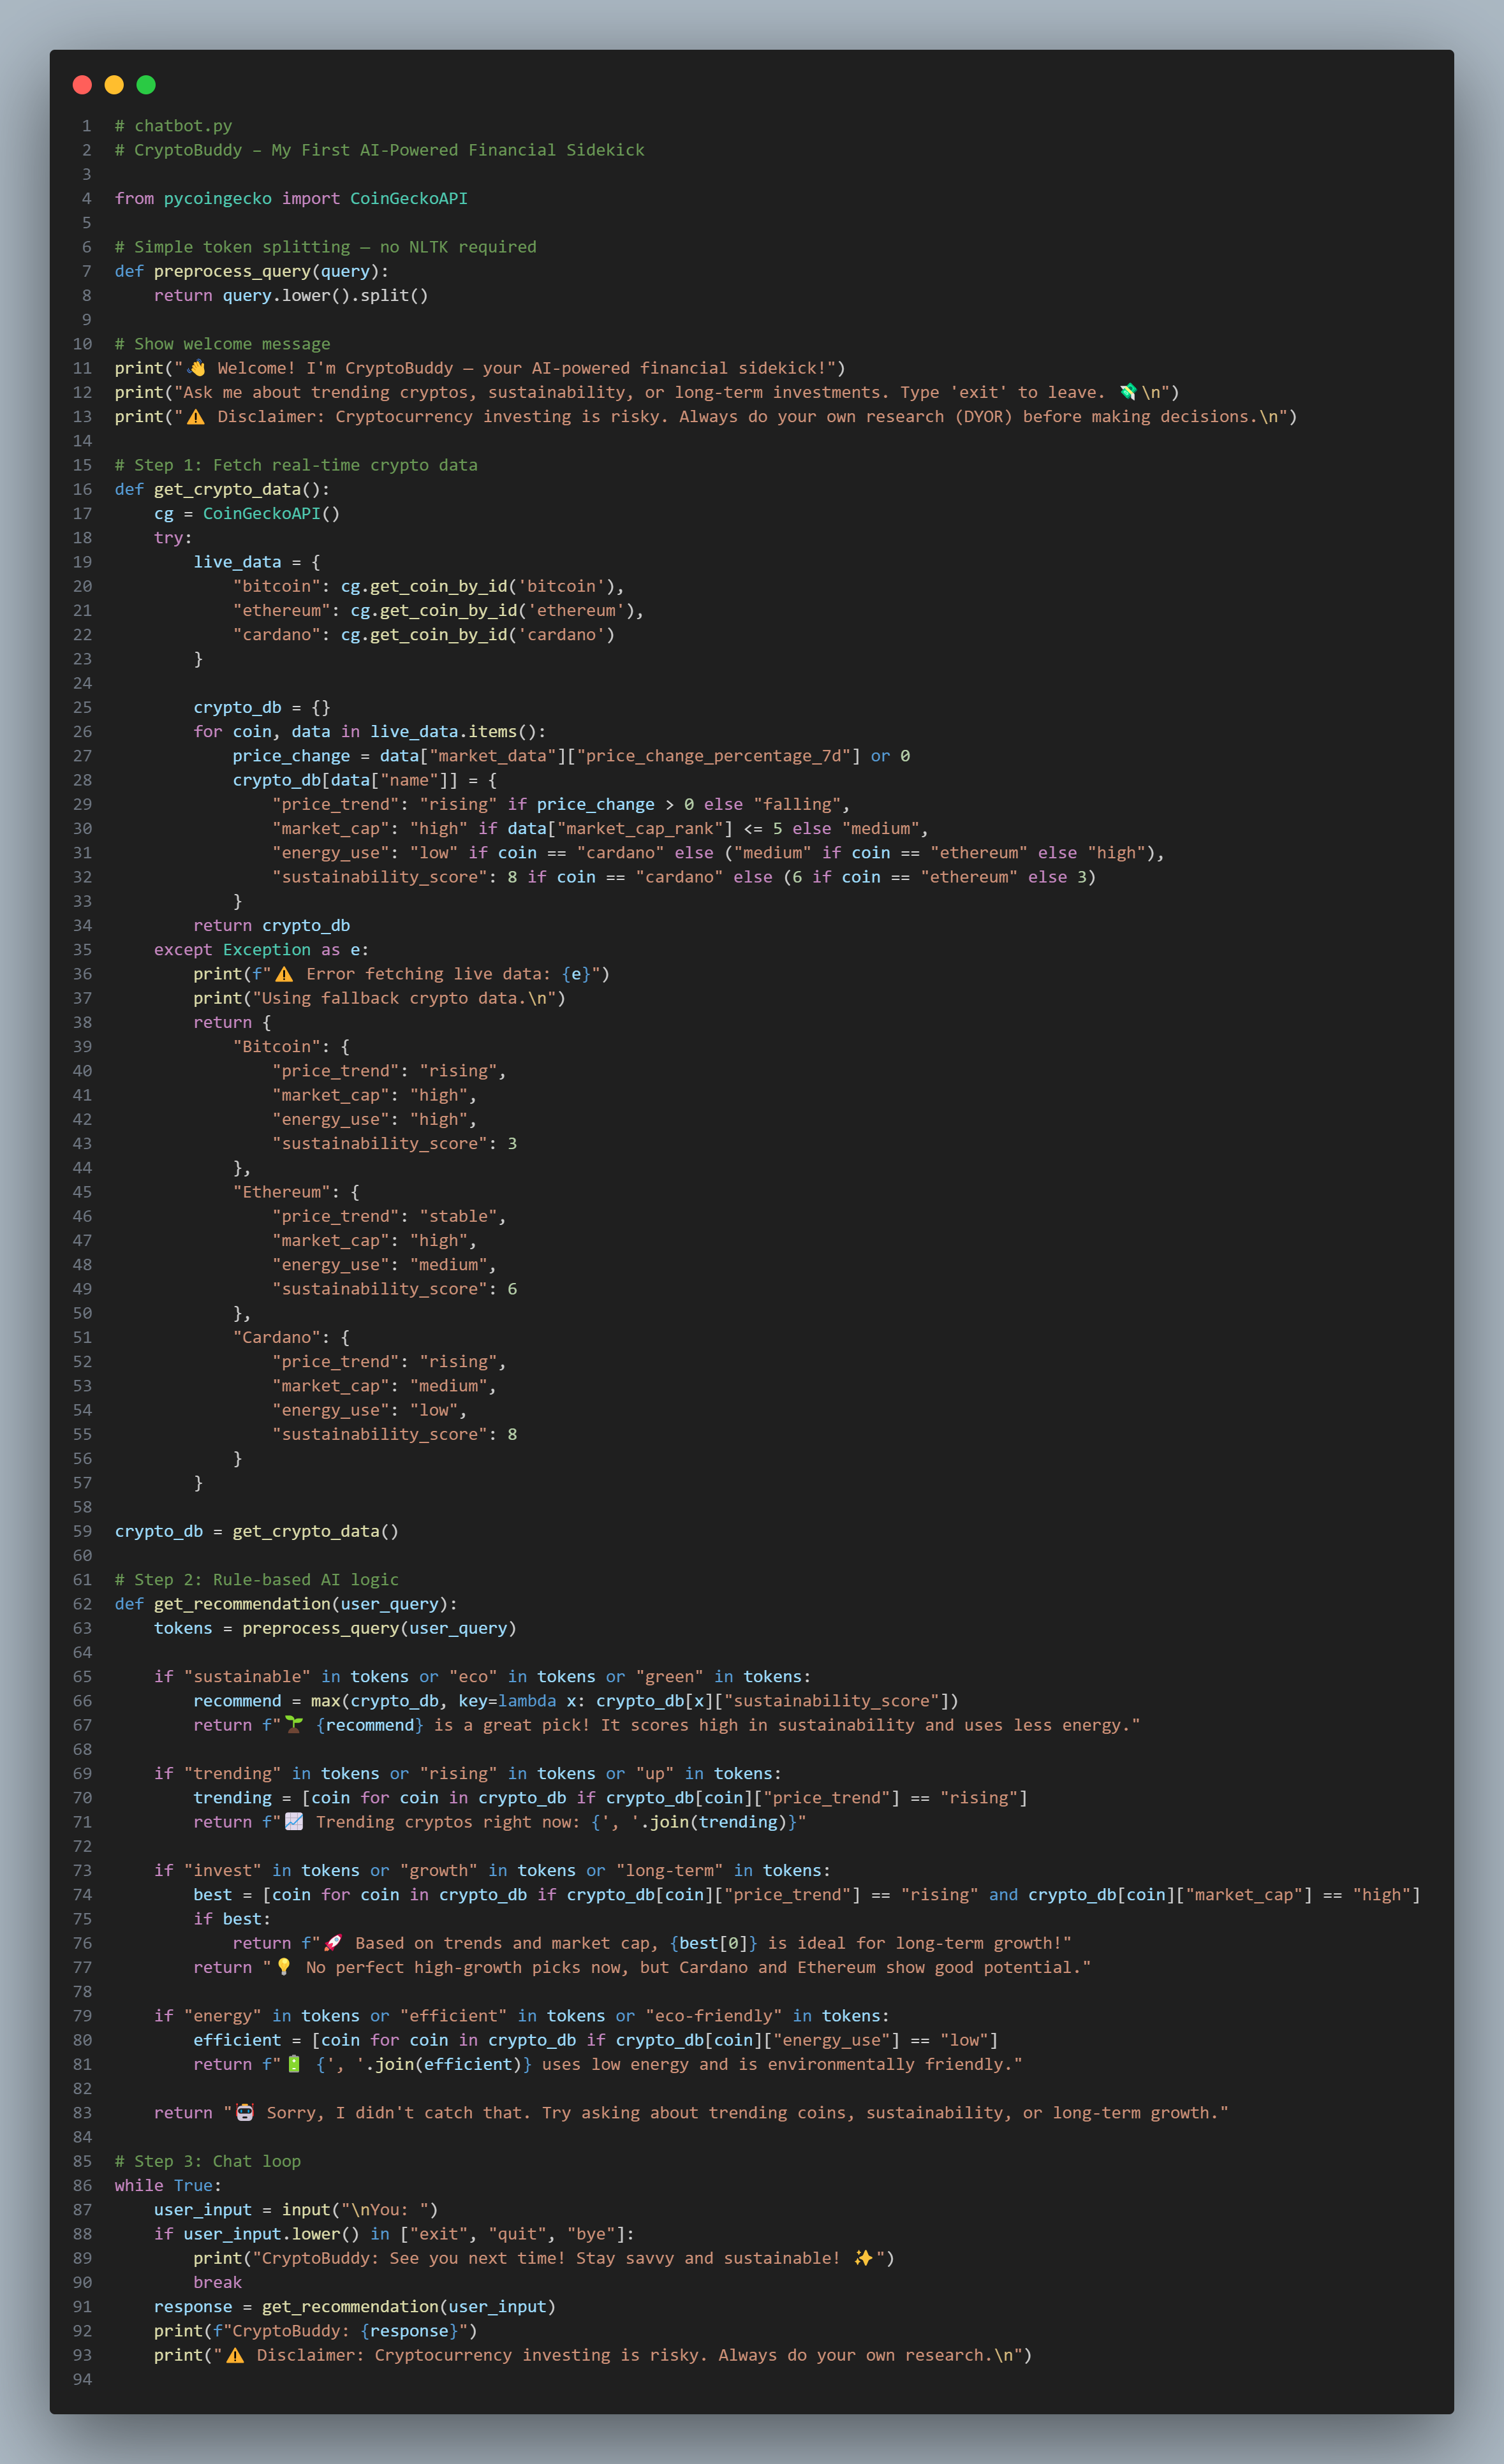 1 # chatbot.py
2 # CryptoBuddy – My First AI-Powered Financial Sidekick
3
4 from pycoingecko import CoinGeckoAPI
5
6 # Simple token splitting — no NLTK required
7 def preprocess_query(query):
8     return query.lower().split()
9
10 # Show welcome message
11 print("👋 Welcome! I'm CryptoBuddy — your AI-powered financial sidekick!")
12 print("Ask me about trending cryptos, sustainability, or long-term investments. Type 'exit' to leave. 💸\n")
13 print("⚠️ Disclaimer: Cryptocurrency investing is risky. Always do your own research (DYOR) before making decisions.\n")
14
15 # Step 1: Fetch real-time crypto data
16 def get_crypto_data():
17     cg = CoinGeckoAPI()
18     try:
19         live_data = {
20             "bitcoin": cg.get_coin_by_id('bitcoin'),
21             "ethereum": cg.get_coin_by_id('ethereum'),
22             "cardano": cg.get_coin_by_id('cardano')
23         }
24
25         crypto_db = {}
26         for coin, data in live_data.items():
27             price_change = data["market_data"]["price_change_percentage_7d"] or 0
28             crypto_db[data["name"]] = {
29                 "price_trend": "rising" if price_change > 0 else "falling",
30                 "market_cap": "high" if data["market_cap_rank"] <= 5 else "medium",
31                 "energy_use": "low" if coin == "cardano" else ("medium" if coin == "ethereum" else "high"),
32                 "sustainability_score": 8 if coin == "cardano" else (6 if coin == "ethereum" else 3)
33             }
34         return crypto_db
35     except Exception as e:
36         print(f"⚠️ Error fetching live data: {e}")
37         print("Using fallback crypto data.\n")
38         return {
39             "Bitcoin": {
40                 "price_trend": "rising",
41                 "market_cap": "high",
42                 "energy_use": "high",
43                 "sustainability_score": 3
44             },
45             "Ethereum": {
46                 "price_trend": "stable",
47                 "market_cap": "high",
48                 "energy_use": "medium",
49                 "sustainability_score": 6
50             },
51             "Cardano": {
52                 "price_trend": "rising",
53                 "market_cap": "medium",
54                 "energy_use": "low",
55                 "sustainability_score": 8
56             }
57         }
58
59 crypto_db = get_crypto_data()
60
61 # Step 2: Rule-based AI logic
62 def get_recommendation(user_query):
63     tokens = preprocess_query(user_query)
64
65     if "sustainable" in tokens or "eco" in tokens or "green" in tokens:
66         recommend = max(crypto_db, key=lambda x: crypto_db[x]["sustainability_score"])
67         return f"🌱 {recommend} is a great pick! It scores high in sustainability and uses less energy."
68
69     if "trending" in tokens or "rising" in tokens or "up" in tokens:
70         trending = [coin for coin in crypto_db if crypto_db[coin]["price_trend"] == "rising"]
71         return f"📈 Trending cryptos right now: {', '.join(trending)}"
72
73     if "invest" in tokens or "growth" in tokens or "long-term" in tokens:
74         best = [coin for coin in crypto_db if crypto_db[coin]["price_trend"] == "rising" and crypto_db[coin]["market_cap"] == "high"]
75         if best:
76             return f"🚀 Based on trends and market cap, {best[0]} is ideal for long-term growth!"
77         return "💡 No perfect high-growth picks now, but Cardano and Ethereum show good potential."
78
79     if "energy" in tokens or "efficient" in tokens or "eco-friendly" in tokens:
80         efficient = [coin for coin in crypto_db if crypto_db[coin]["energy_use"] == "low"]
81         return f"🔋 {', '.join(efficient)} uses low energy and is environmentally friendly."
82
83     return "🤖 Sorry, I didn't catch that. Try asking about trending coins, sustainability, or long-term growth."
84
85 # Step 3: Chat loop
86 while True:
87     user_input = input("\nYou: ")
88     if user_input.lower() in ["exit", "quit", "bye"]:
89         print("CryptoBuddy: See you next time! Stay savvy and sustainable! ✨")
90         break
91     response = get_recommendation(user_input)
92     print(f"CryptoBuddy: {response}")
93     print("⚠️ Disclaimer: Cryptocurrency investing is risky. Always do your own research.\n")
94